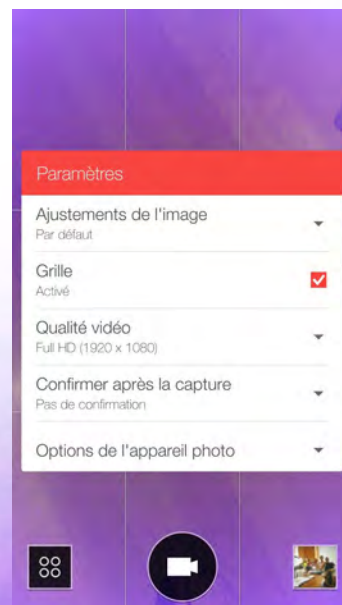 Paramètres
Ajustements de l'image
Par défaut
Grille
Activé
Qualité vidéo
Full HD (1920 x 1080)
Confirmer après la capture
Pas de confirmation
Options de l'appareil photo